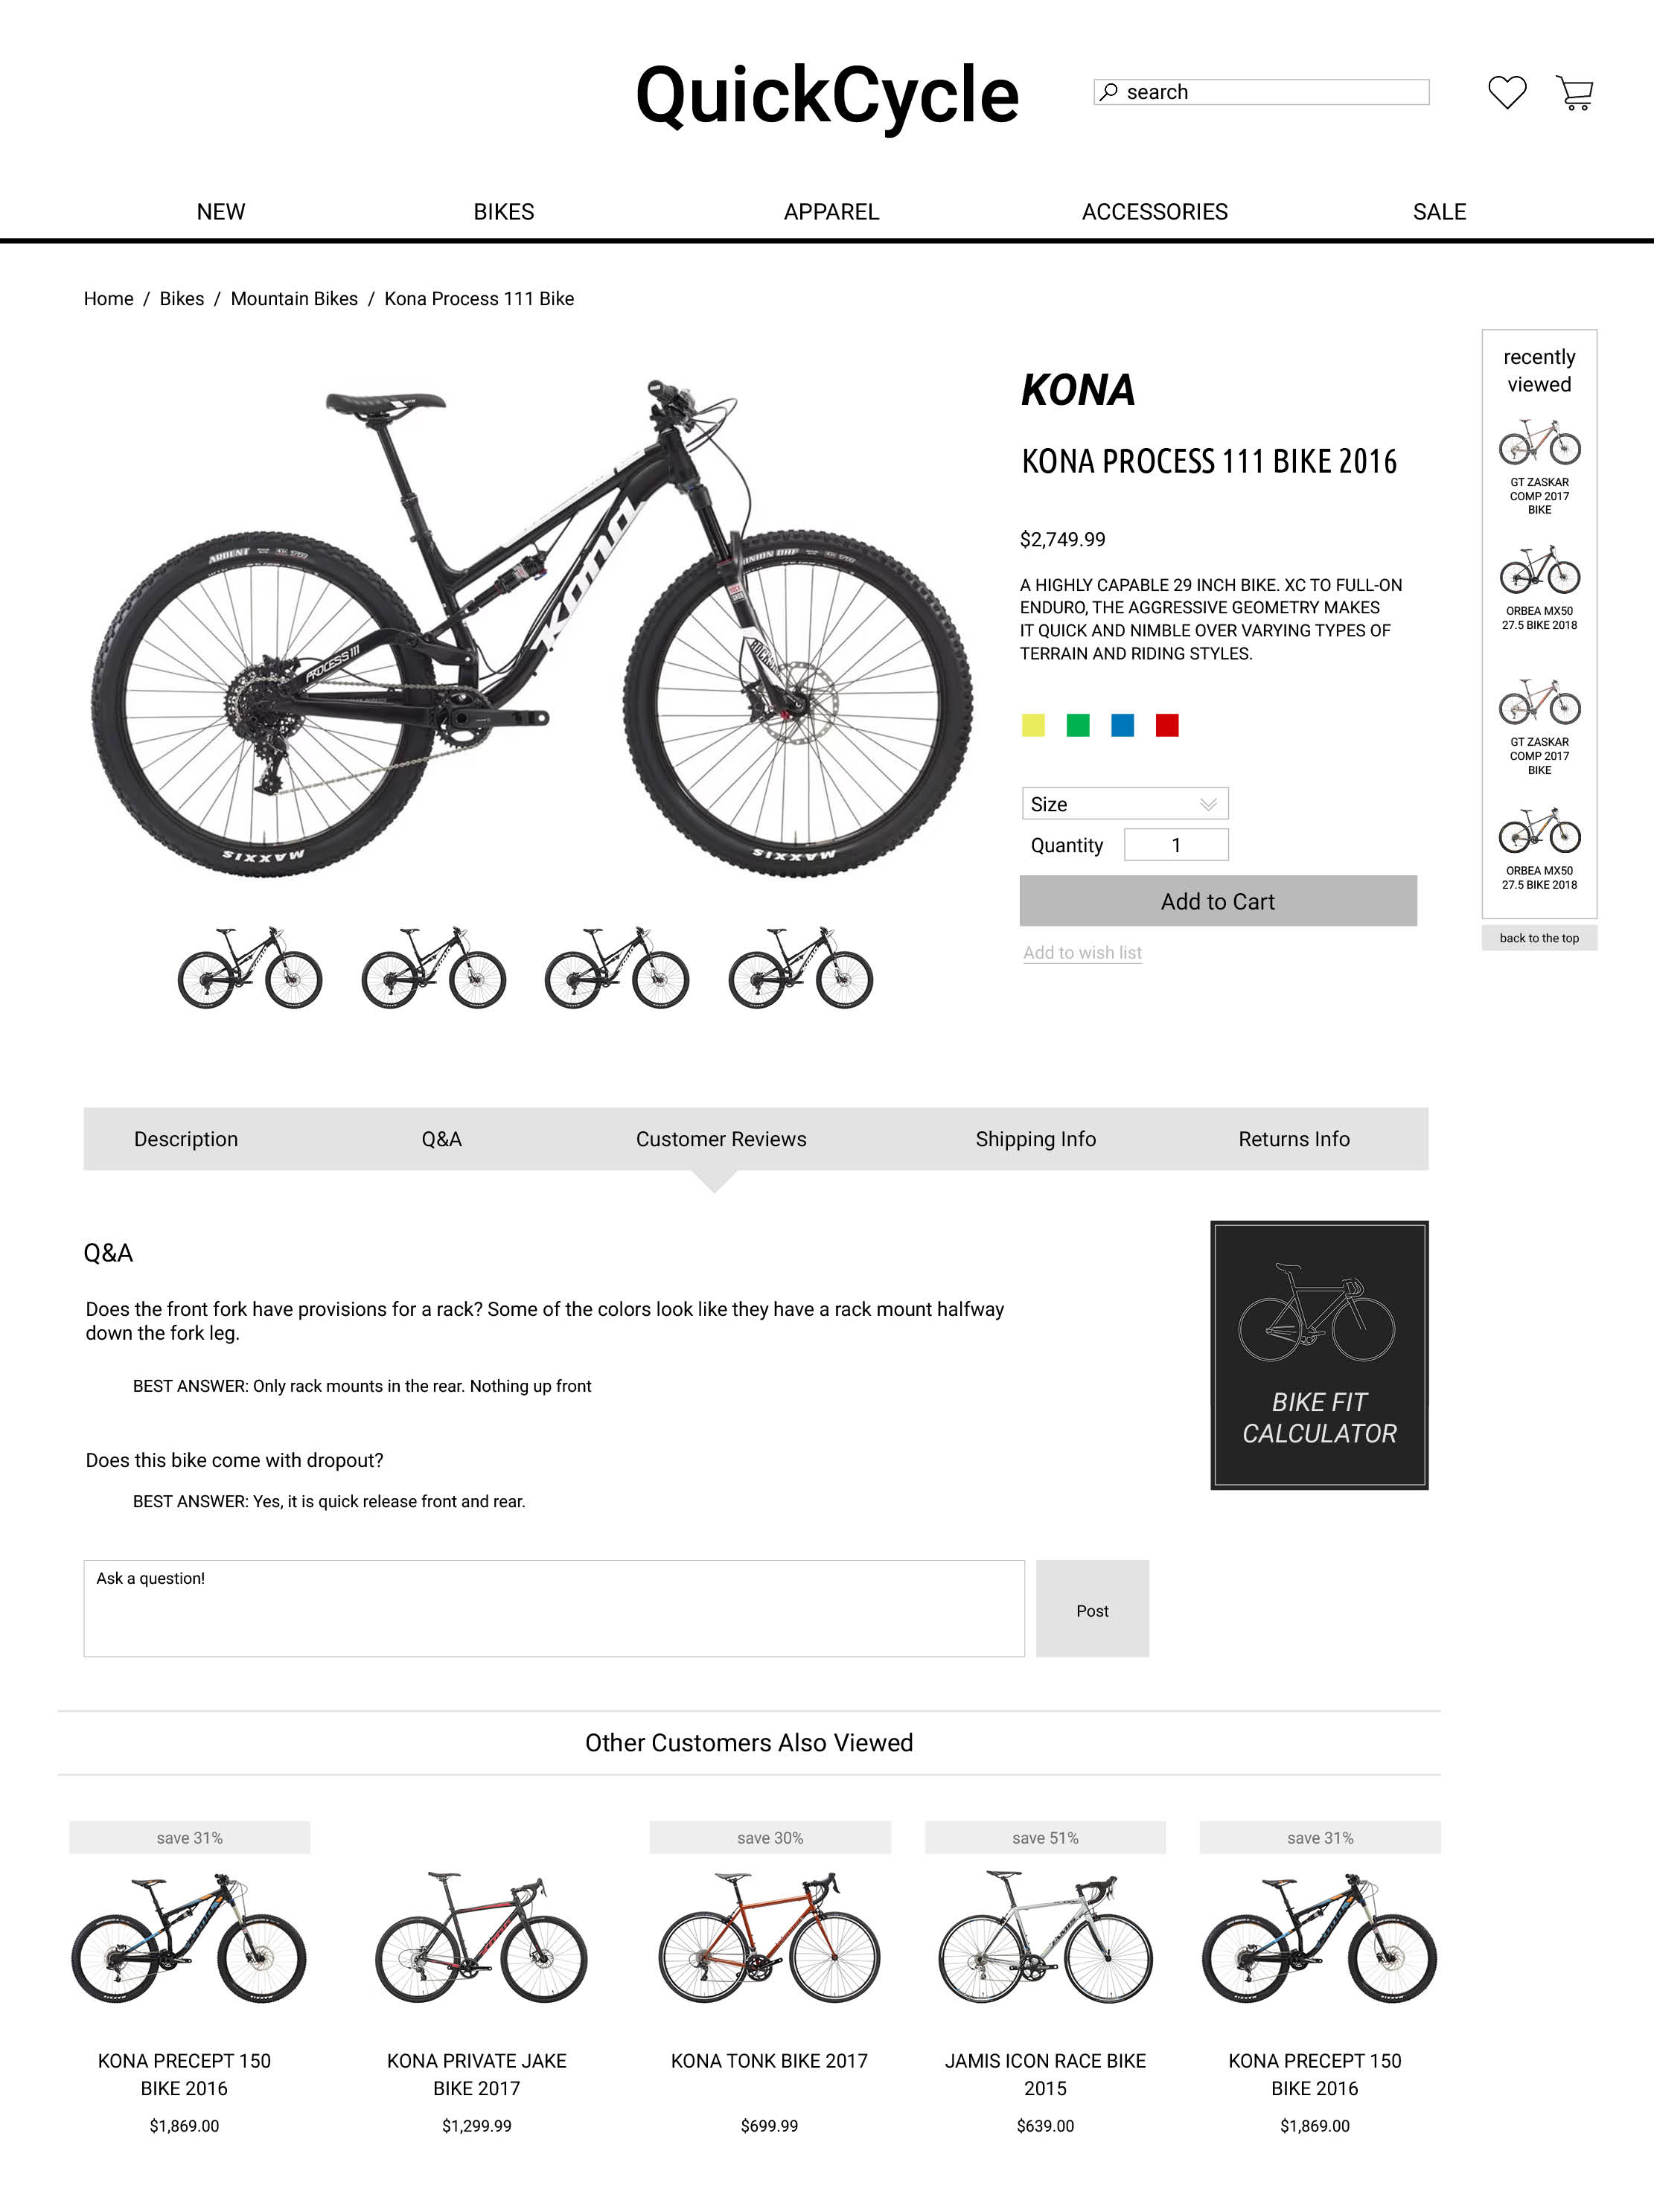 QuickCycle
search
NEW
BIKES
APPAREL
ACCESSORIES
SALE
Home / Bikes / Mountain Bikes / Kona Process 111 Bike
ARDENT
MAXXIS
PROCESS 111
kona
MAXXIS
KONA
KONA PROCESS 111 BIKE 2016
$2,749.99
A HIGHLY CAPABLE 29 INCH BIKE. XC TO FULL-ON
ENDURO, THE AGGRESSIVE GEOMETRY MAKES
IT QUICK AND NIMBLE OVER VARYING TYPES OF
TERRAIN AND RIDING STYLES.
Size
Quantity
1
Add to Cart
Add to wish list
recently
viewed
GT ZASKAR
COMP 2017
BIKE
ORBEA MX50
27.5 BIKE 2018
GT ZASKAR
COMP 2017
BIKE
ORBEA MX50
27.5 BIKE 2018
back to the top
Description
Q&A
Customer Reviews
Shipping Info
Returns Info
Q&A
Does the front fork have provisions for a rack? Some of the colors look like they have a rack mount halfway
down the fork leg.
BEST ANSWER: Only rack mounts in the rear. Nothing up front
Does this bike come with dropout?
BEST ANSWER: Yes, it is quick release front and rear.
BIKE FIT
CALCULATOR
Ask a question!
Post
Other Customers Also Viewed
save 31%
save 30%
save 51%
save 31%
KONA PRECEPT 150
BIKE 2016
$1,869.00
KONA PRIVATE JAKE
BIKE 2017
$1,299.99
KONA TONK BIKE 2017
$699.99
JAMIS ICON RACE BIKE
2015
$639.00
KONA PRECEPT 150
BIKE 2016
$1,869.00